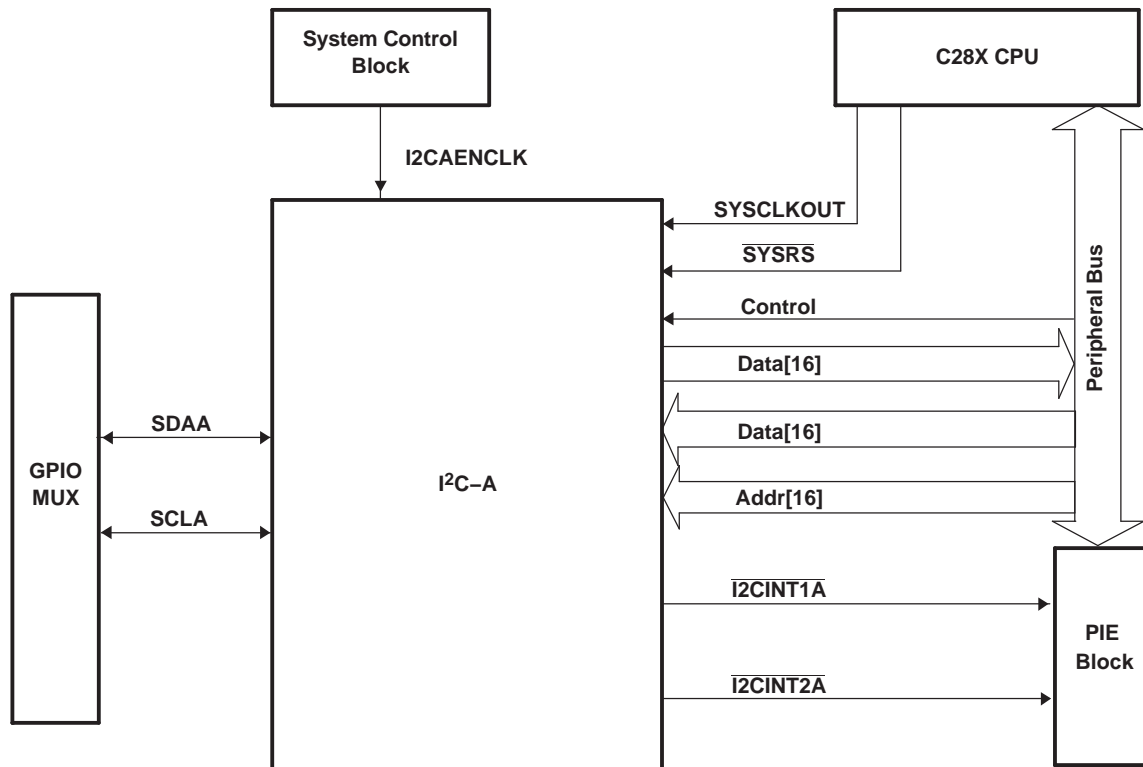 System Control
Block
C28X CPU
I2CAENCLK
SYSCLKOUT
SYSRS
Control
Data[16]
Data[16]
Addr[16]
Peripheral Bus
SDAA
SCLA
GPIO
MUX
I²C–A
I2CINT1A
I2CINT2A
PIE
Block